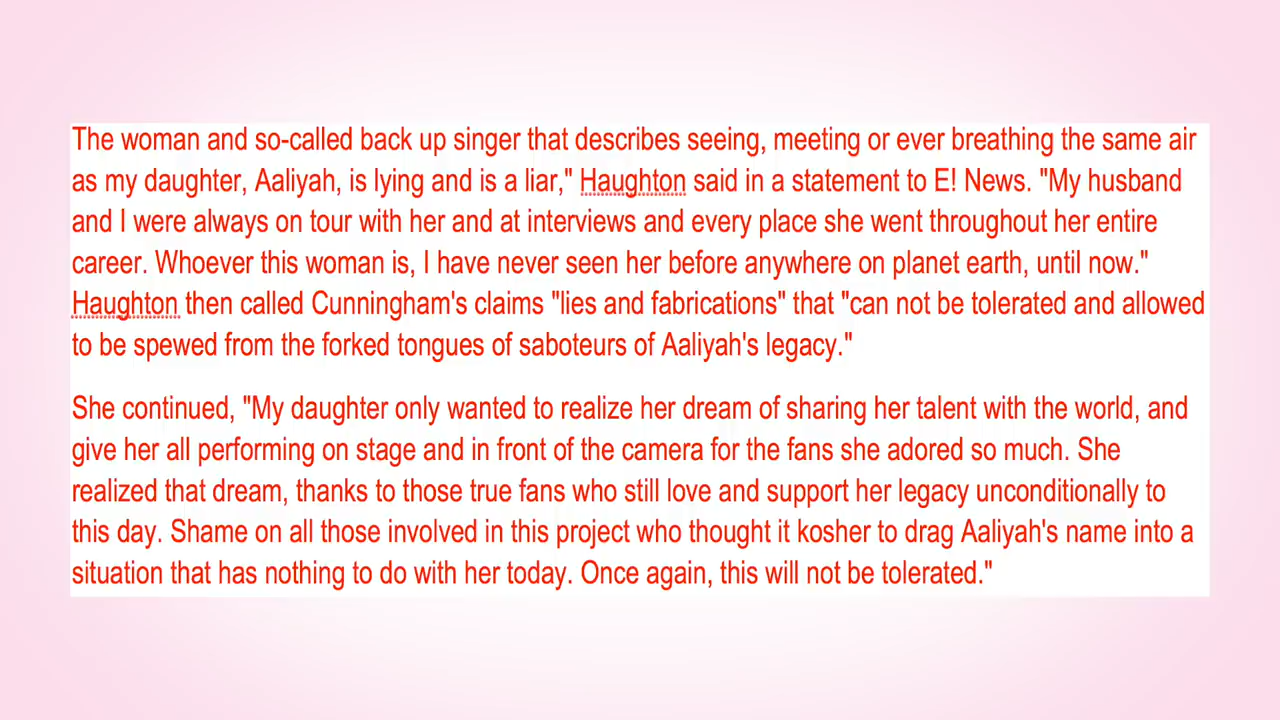 The woman and so-called back up singer that describes seeing, meeting or ever breathing the same air
as my daughter, Aaliyah, is lying and is a liar," Haughton said in a statement to E! News. "My husband
and I were always on tour with her and at interviews and every place she went throughout her entire
career. Whoever this woman is, I have never seen her before anywhere on planet earth, until now."
Haughton then called Cunningham's claims "lies and fabrications" that "can not be tolerated and allowed
to be spewed from the forked tongues of saboteurs of Aaliyah's legacy."
She continued, "My daughter only wanted to realize her dream of sharing her talent with the world, and
give her all performing on stage and in front of the camera for the fans she adored so much. She
realized that dream, thanks to those true fans who still love and support her legacy unconditionally to
this day. Shame on all those involved in this project who thought it kosher to drag Aaliyah's name into a
situation that has nothing to do with her today. Once again, this will not be tolerated."